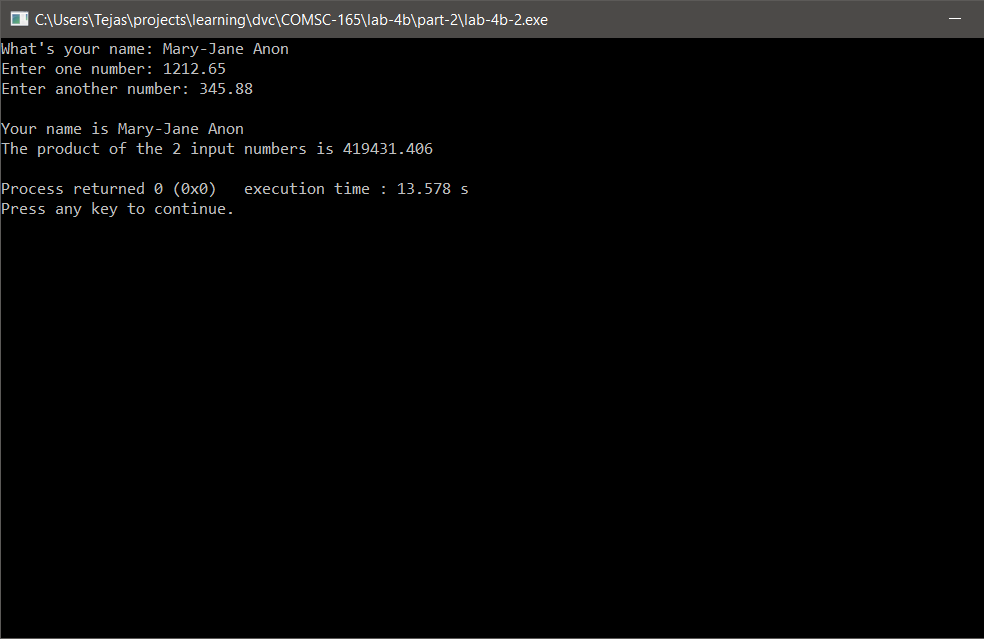 C:\Users\Tejas\projects\learning\dvc\COMSC-165\lab-4b\part-2\lab-4b-2.exe
What's your name: Mary-Jane Anon
Enter one number: 1212.65
Enter another number: 345.88
Your name is Mary-Jane Anon
The product of the 2 input numbers is 419431.406
Process returned 0 (0x0)   execution time : 13.578 s
Press any key to continue.